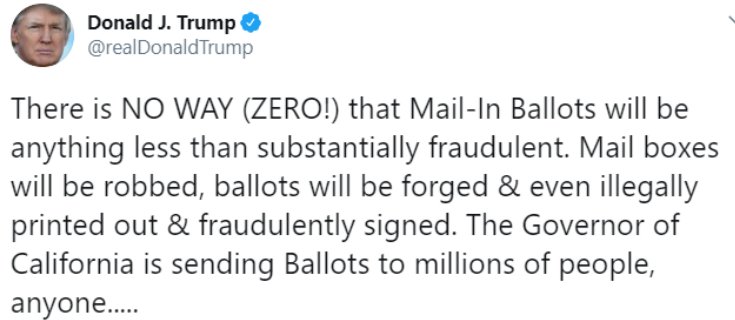 Donald J. Trump
@realDonaldTrump
There is NO WAY (ZERO!) that Mail-In Ballots will be
anything less than substantially fraudulent. Mail boxes
will be robbed, ballots will be forged & even illegally
printed out & fraudulently signed. The Governor of
California is sending Ballots to millions of people,
anyone.....